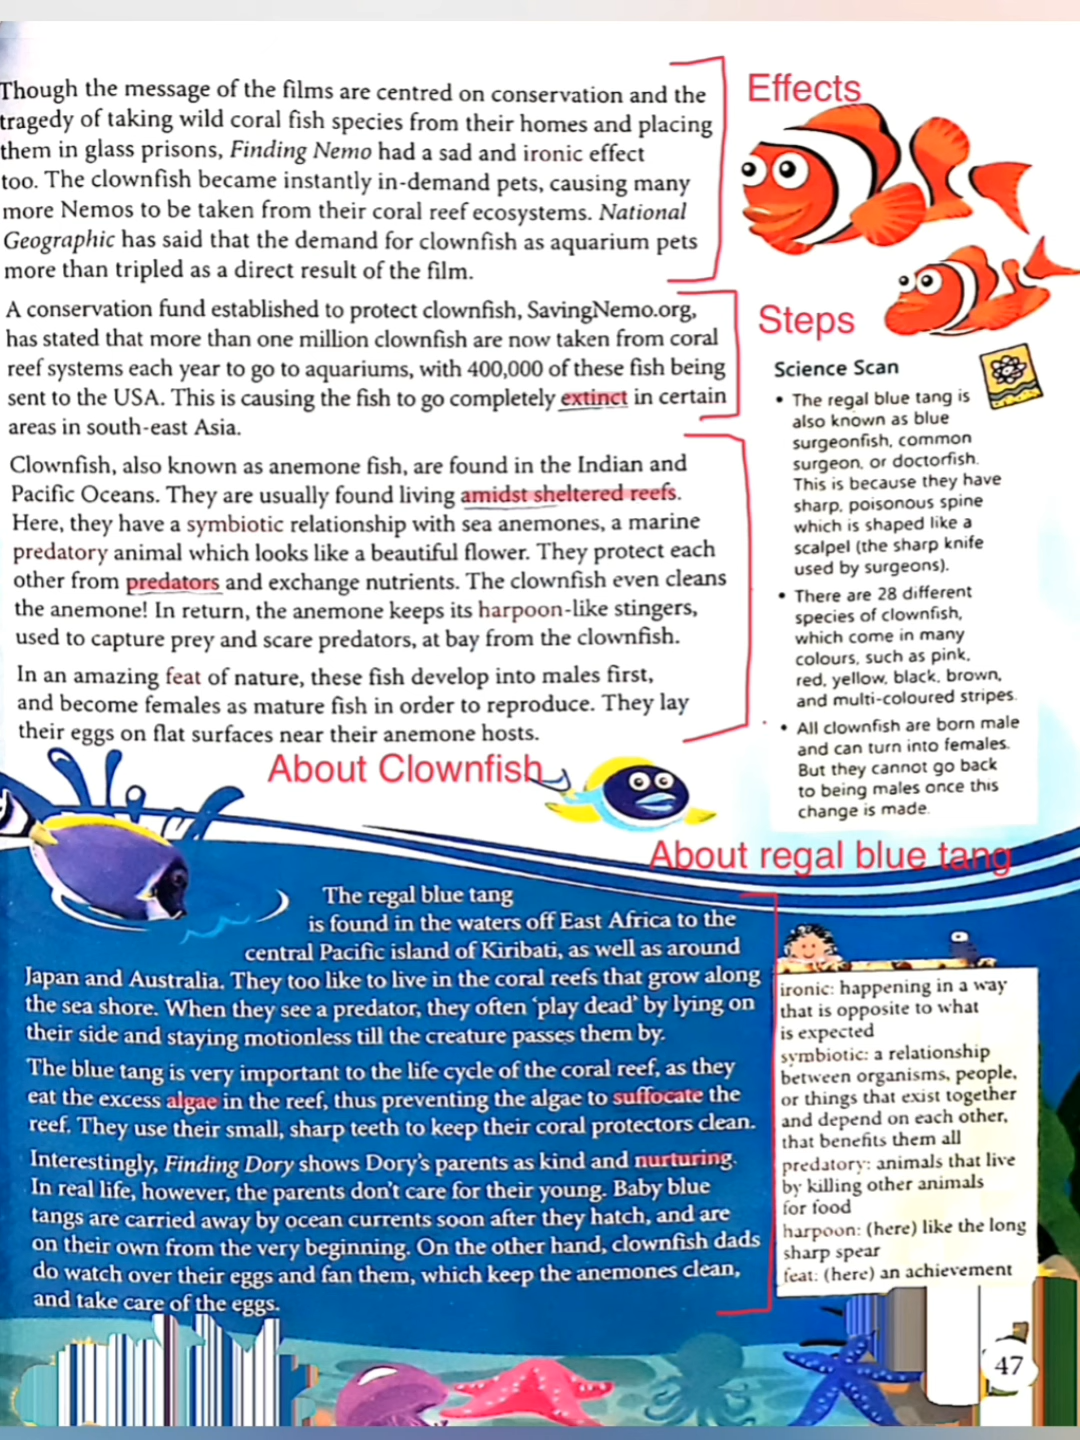 Though the message of the films are centred on conservation and the
tragedy of taking wild coral fish species from their homes and placing
them in glass prisons, Finding Nemo had a sad and ironic effect
too. The clownfish became instantly in-demand pets, causing many
more Nemos to be taken from their coral reef ecosystems. National
Geographic has said that the demand for clownfish as aquarium pets
more than tripled as a direct result of the film.
Effects
A conservation fund established to protect clownfish, SavingNemo.org,
has stated that more than one million clownfish are now taken from coral
reef systems each year to go to aquariums, with 400,000 of these fish being
sent to the USA. This is causing the fish to go completely extinct in certain
areas in south-east Asia.
Steps
Clownfish, also known as anemone fish, are found in the Indian and
Pacific Oceans. They are usually found living amidst sheltered reefs.
Here, they have a symbiotic relationship with sea anemones, a marine
predatory animal which looks like a beautiful flower. They protect each
other from predators and exchange nutrients. The clownfish even cleans
the anemone! In return, the anemone keeps its harpoon-like stingers,
used to capture prey and scare predators, at bay from the clownfish.
In an amazing feat of nature, these fish develop into males first,
and become females as mature fish in order to reproduce. They lay
their eggs on flat surfaces near their anemone hosts.
About Clownfish
Science Scan
• The regal blue tang is
also known as blue
surgeonfish, common
surgeon, or doctorfish.
This is because they have
sharp, poisonous spine
which is shaped like a
scalpel (the sharp knife
used by surgeons).
• There are 28 different
species of clownfish,
which come in many
colours, such as pink,
red, yellow, black, brown,
and multi-coloured stripes.
• All clownfish are born male
and can turn into females.
But they cannot go back
to being males once this
change is made.
About regal blue tang
The regal blue tang
is found in the waters off East Africa to the
central Pacific island of Kiribati, as well as around
Japan and Australia. They too like to live in the coral reefs that grow along
the sea shore. When they see a predator, they often 'play dead' by lying on
their side and staying motionless till the creature passes them by.
The blue tang is very important to the life cycle of the coral reef, as they
eat the excess algae in the reef, thus preventing the algae to suffocate the
reef. They use their small, sharp teeth to keep their coral protectors clean.
Interestingly, Finding Dory shows Dory's parents as kind and nurturing.
In real life, however, the parents don't care for their young. Baby blue
tangs are carried away by ocean currents soon after they hatch, and are
on their own from the very beginning. On the other hand, clownfish dads
do watch over their eggs and fan them, which keep the anemones clean,
and take care of the eggs.
ironic: happening in a way
that is opposite to what
is expected
symbiotic: a relationship
between organisms, people,
or things that exist together
and depend on each other,
that benefits them all
predatory: animals that live
by killing other animals
for food
harpoon: (here) like the long
sharp spear
feat: (here) an achievement
47